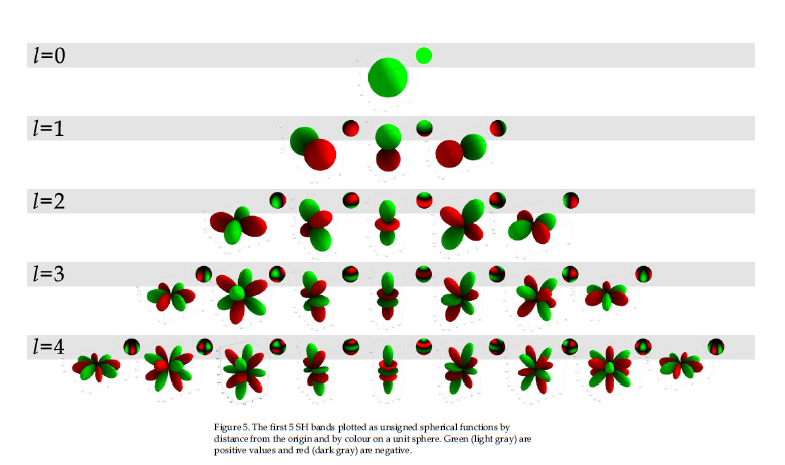 l=0
l=1
l=2
l=3
l=4
Figure 5. The first 5 SH bands plotted as unsigned spherical functions by
distance from the origin and by colour on a unit sphere. Green (light gray) are
positive values and red (dark gray) are negative.